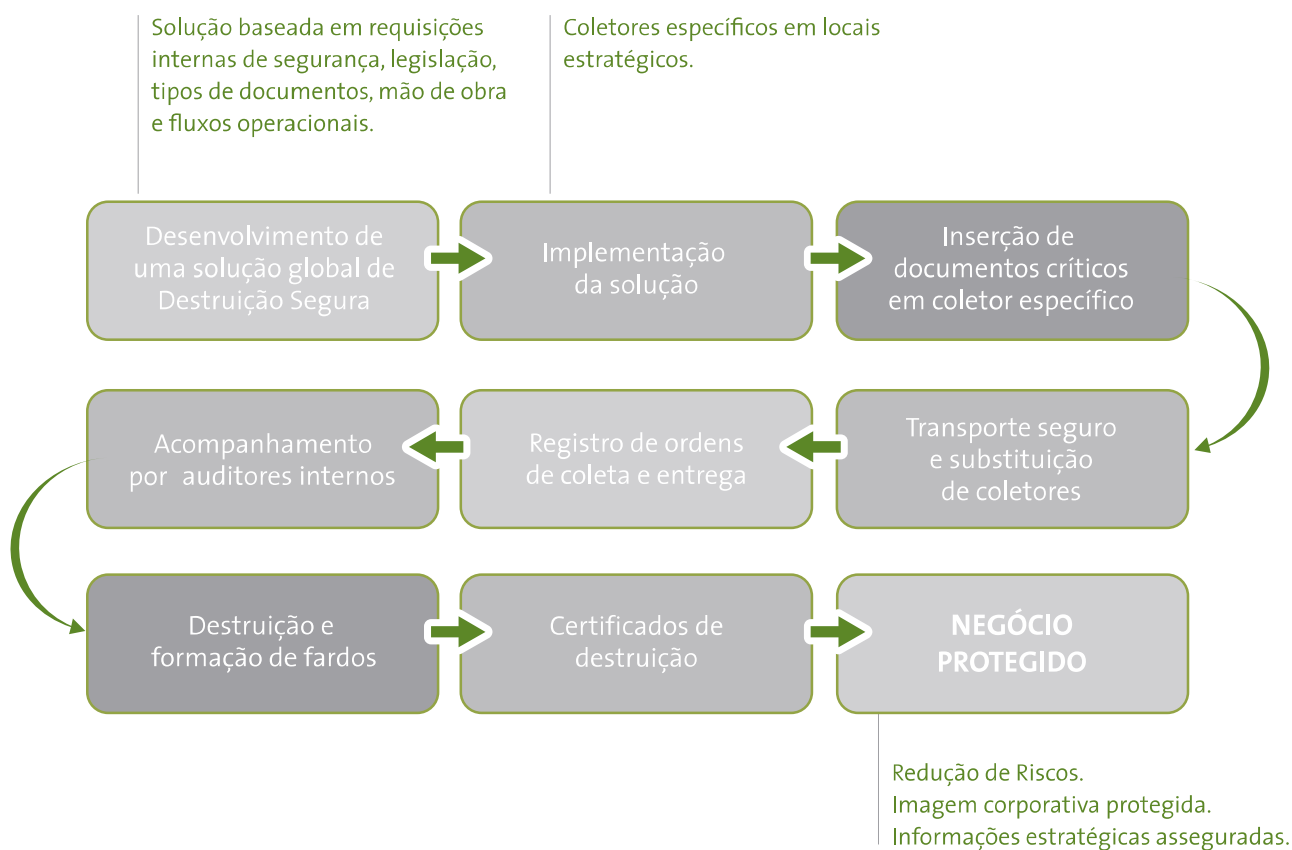 Solução baseada em requisições
internas de segurança, legislação,
tipos de documentos, mão de obra
e fluxos operacionais.
Coletores específicos em locais
estratégicos.
Desenvolvimento de
uma solução global de
Destruição Segura
Implementação
da solução
Inserção de
documentos críticos
em coletor específico
Transporte seguro
e substituição
de coletores
Registro de ordens
de coleta e entrega
Acompanhamento
por auditores internos
Destruição e
formação de fardos
Certificados de
destruição
NEGÓCIO
PROTEGIDO
Redução de Riscos.
Imagem corporativa protegida.
Informações estratégicas asseguradas.